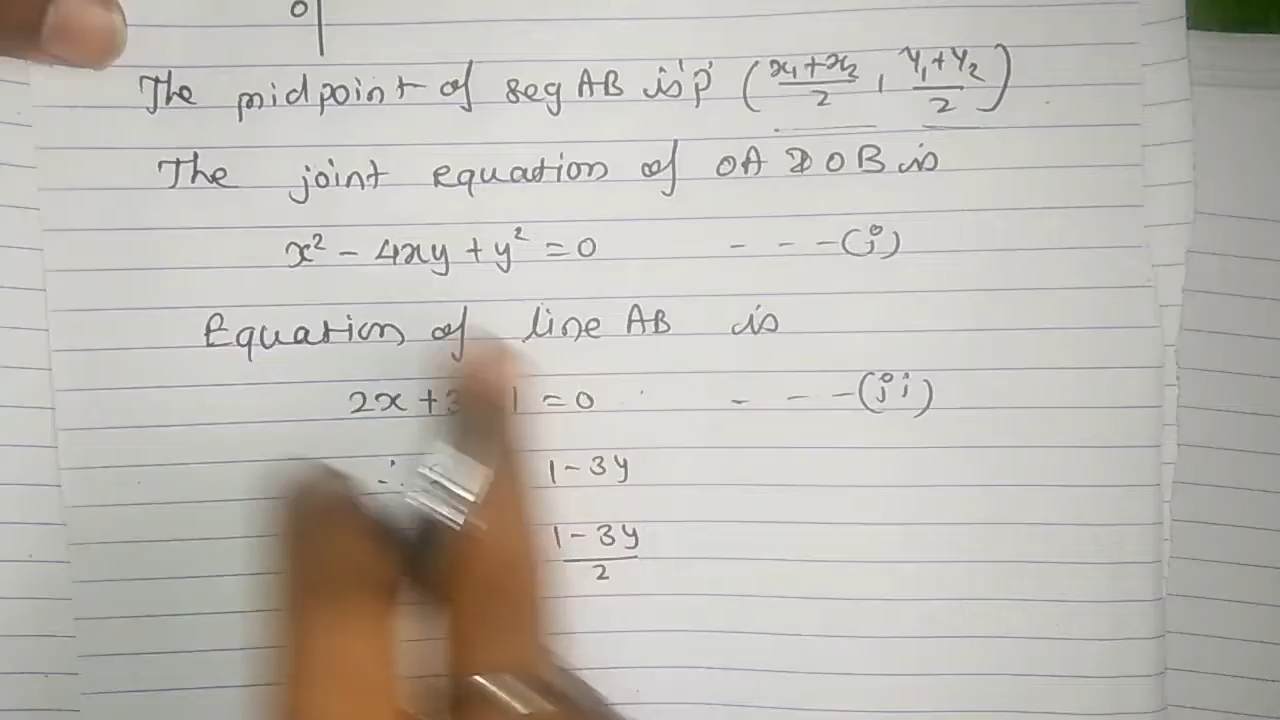 0
The midpoint of seg AB is 'P' (x₁+x₂/2 , y₁+y₂/2)
The joint equation of OA & OB is
x² - 4xy + y² = 0 - - - (i)
Equation of line AB is
2x + 3 1 = 0 - - - (ii)
∴ 1 - 3y
1 - 3y/2